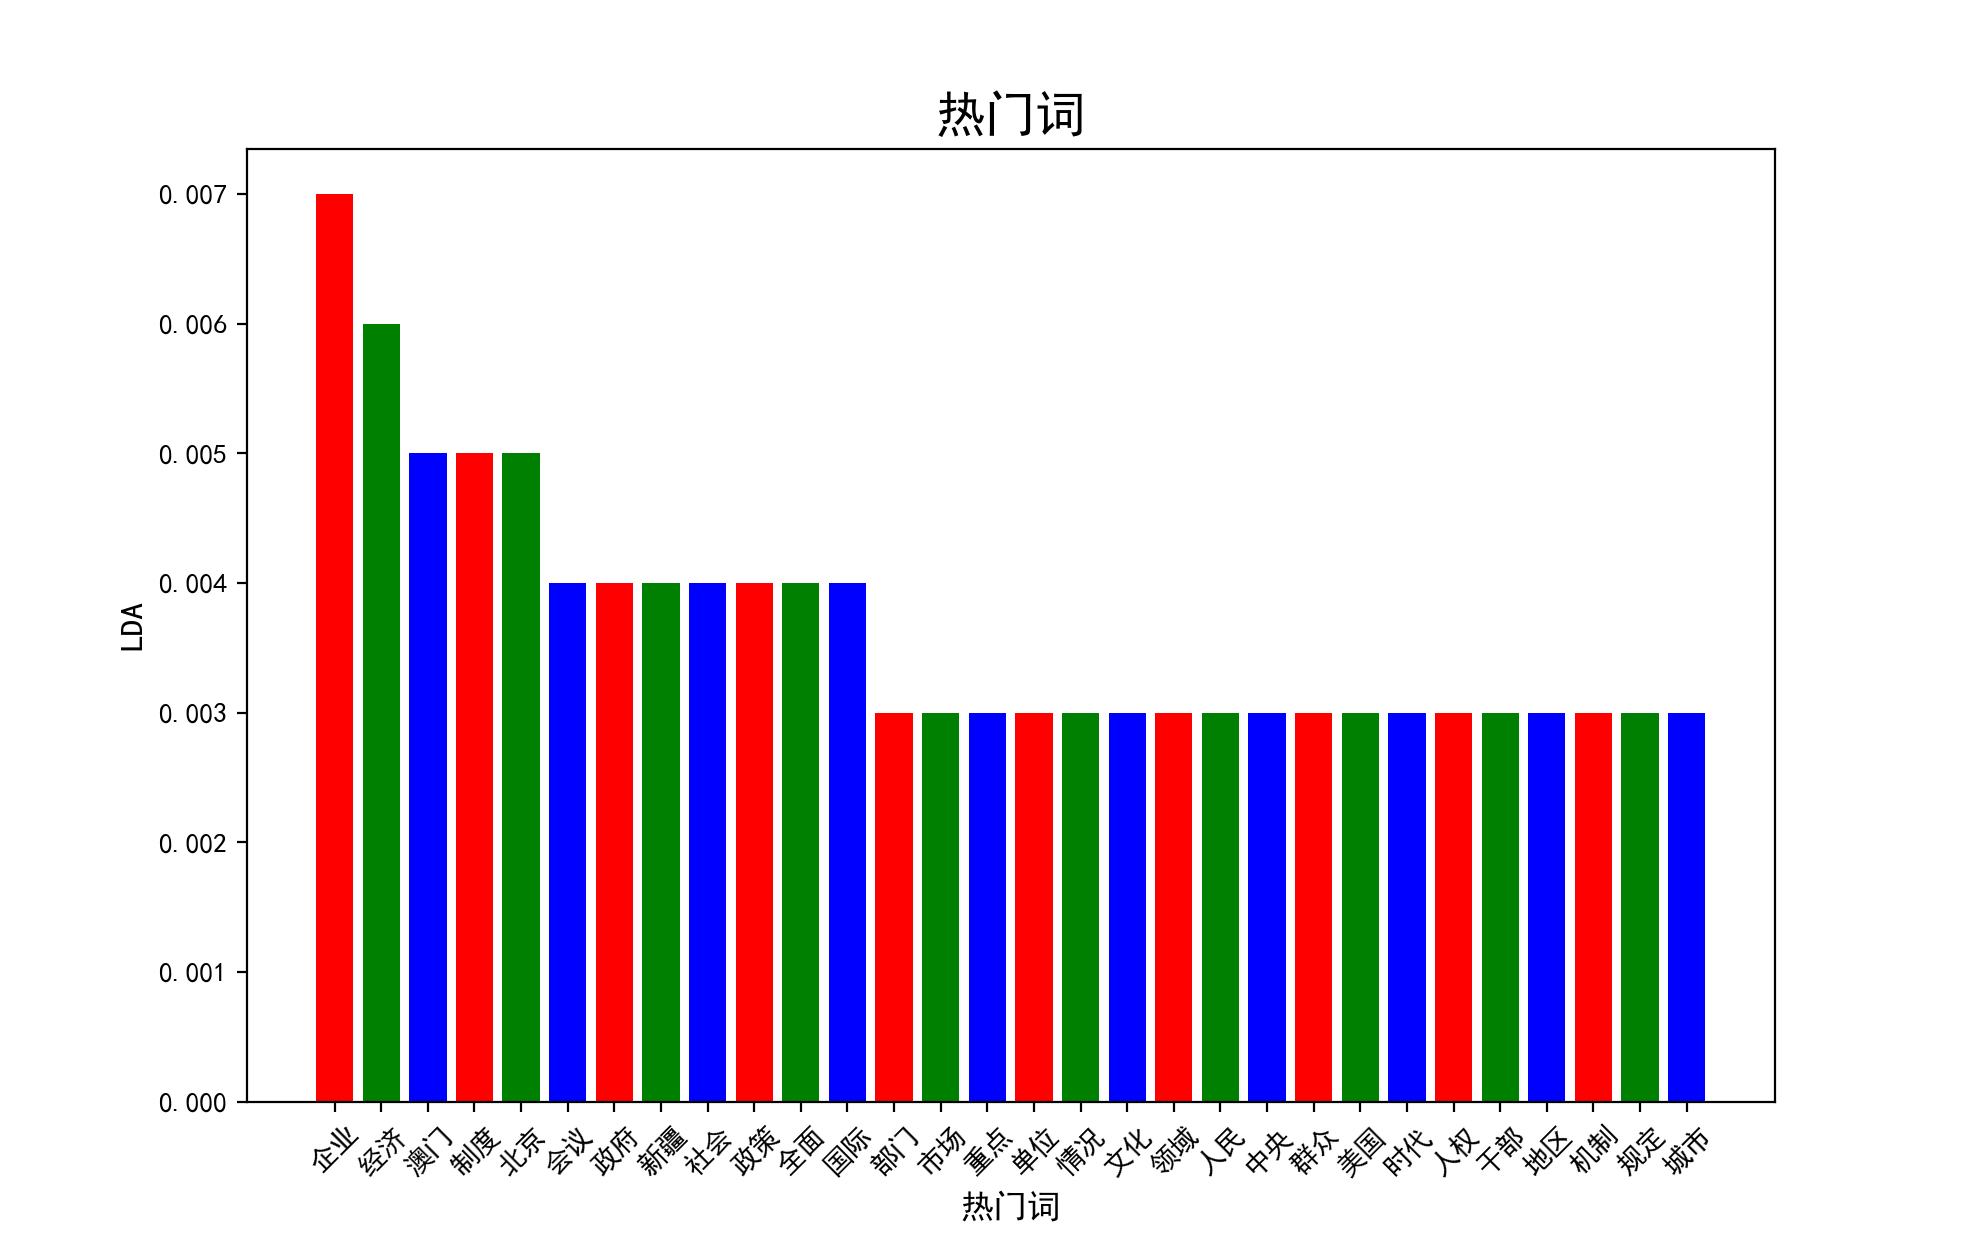 热门词
0.007
0.006
0.005
0.004
0.003
0.002
0.001
0.000
LDA
企业 经济 澳门 制度 北京 会议 政府 新疆 社会 政策 全面 国际 部门 市场 重点 单位 情况 文化 领域 人民 中央 群众 美国 时代 人权 干部 地区 机制 规定 城市
热门词